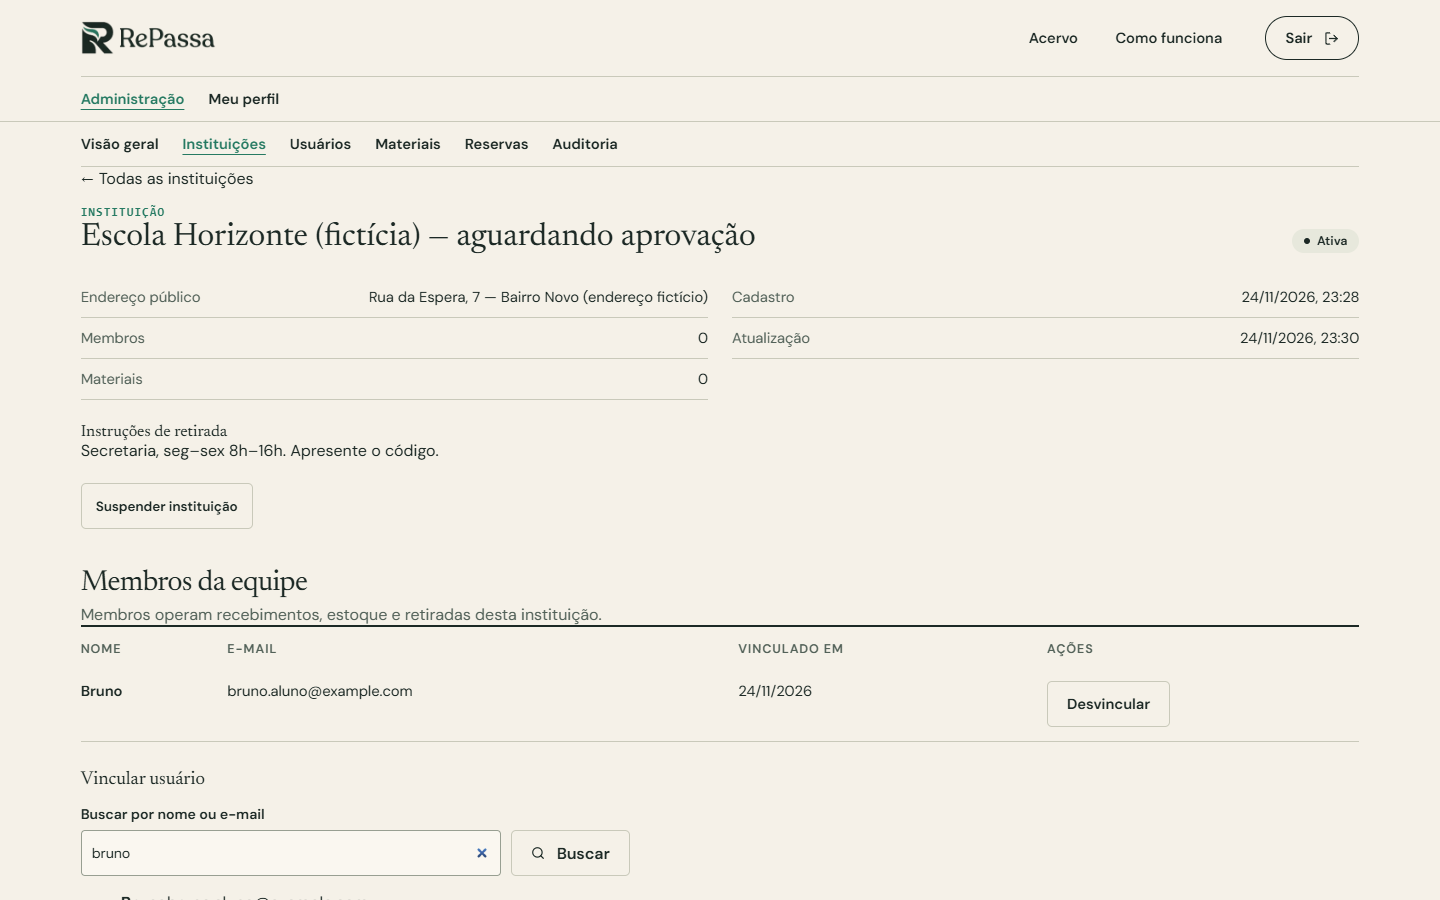 RePassa
Acervo
Como funciona
Sair
Administração
Meu perfil
Visão geral
Instituições
Usuários
Materiais
Reservas
Auditoria
← Todas as instituições
INSTITUIÇÃO
Escola Horizonte (fictícia) — aguardando aprovação
Ativa
Endereço público
Rua da Espera, 7 — Bairro Novo (endereço fictício)
Cadastro
24/11/2026, 23:28
Membros
0
Atualização
24/11/2026, 23:30
Materiais
0
Instruções de retirada
Secretaria, seg–sex 8h–16h. Apresente o código.
Suspender instituição
Membros da equipe
Membros operam recebimentos, estoque e retiradas desta instituição.
NOME
E-MAIL
VINCULADO EM
AÇÕES
Bruno
bruno.aluno@example.com
24/11/2026
Desvincular
Vincular usuário
Buscar por nome ou e-mail
bruno
Buscar